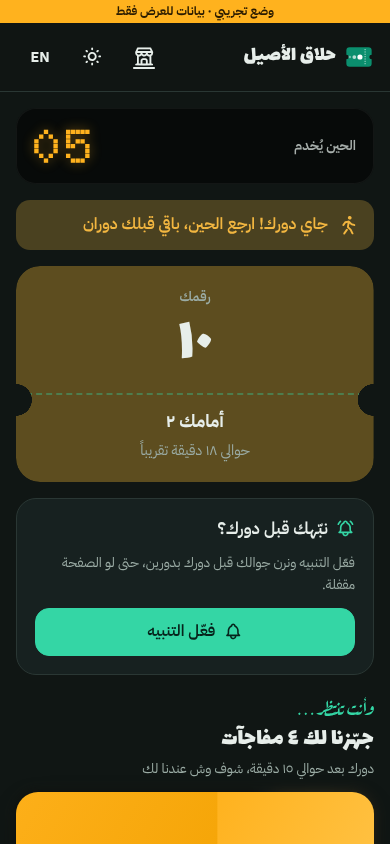 وضع تجريبي · بيانات للعرض فقط
حلاق الأصيل
EN
الحين يُخدم
05
جاي دورك! ارجع الحين، باقي قبلك دوران
رقمك
١٠
أمامك ٢
حوالي ١٨ دقيقة تقريباً
نبّهك قبل دورك؟
فعّل التنبيه ونرن جوالك قبل دورك بدورين، حتى لو الصفحة
مقفلة.
فعّل التنبيه
وأنت تنتظر...
جهّزنا لك ٤ مفاجآت
دورك بعد حوالي ١٥ دقيقة، شوف وش عندنا لك